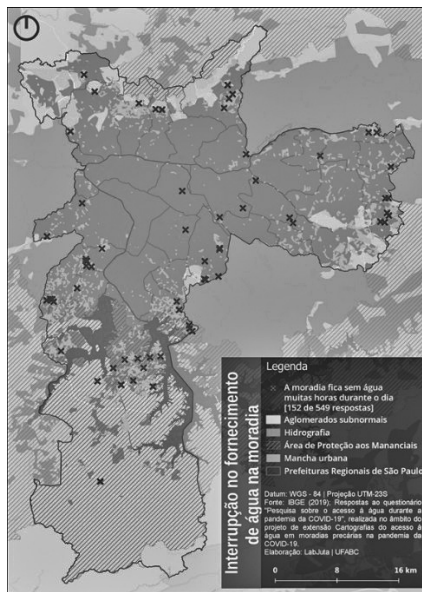 Interrupção no fornecimento
de água na moradia
Legenda
A moradia fica sem água
muitas horas durante o dia
[152 de 549 respostas]
Aglomerados subnormais
Hidrografia
Área de Proteção aos Mananciais
Mancha urbana
Prefeituras Regionais de São Paulo
Datum: WGS - 84 | Projeção UTM-23S
Fonte: IBGE (2019); Respostas ao questionário
"Pesquisa sobre o acesso à água durante a
pandemia da COVID-19", realizada no âmbito do
projeto de extensão Cartografias do acesso à
água em moradias precárias na pandemia da
COVID-19.
Elaboração: LabJuta | UFABC
0 8 16 km